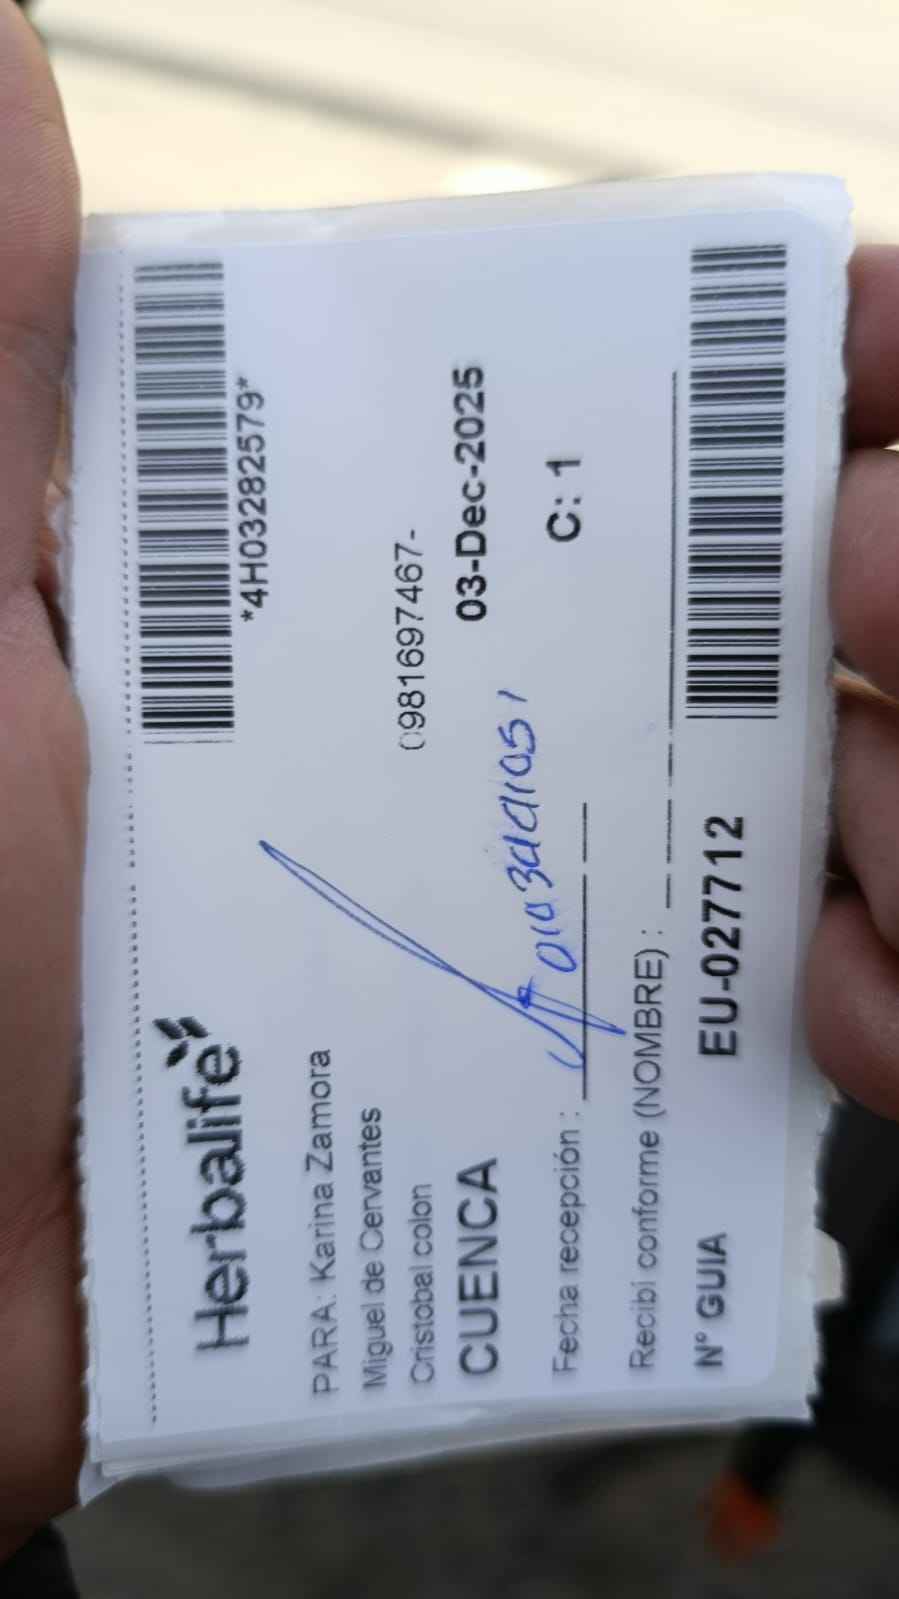 Herbalife
*4H03282579*
PARA: Karina Zamora
Miguel de Cervantes
Cristobal colon
0981697467-
CUENCA
03-Dec-2025
Fecha recepción :
C: 1
Recibí conforme (NOMBRE) :
N° GUIA
EU-027712